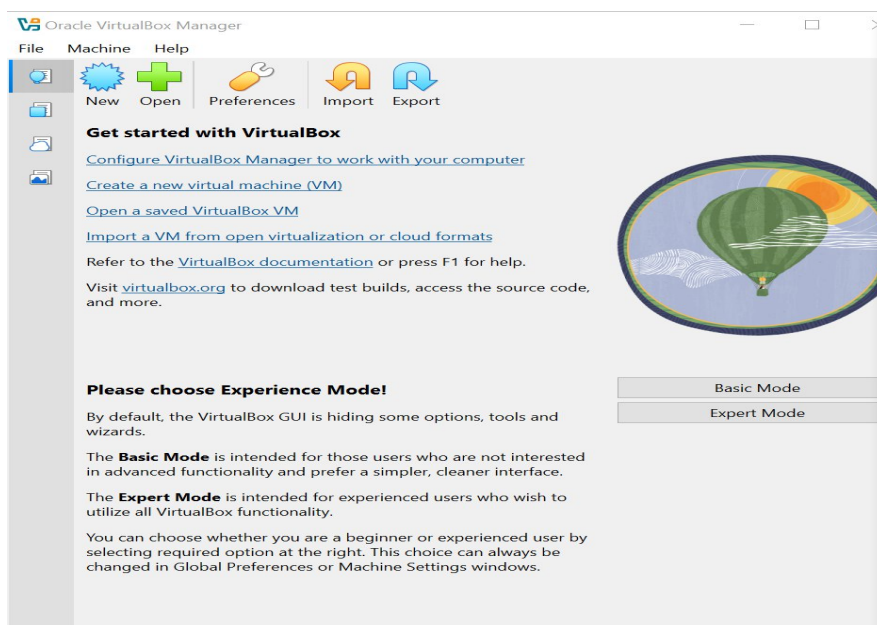 Oracle VirtualBox Manager
File Machine Help
New Open Preferences Import Export
Get started with VirtualBox
Configure VirtualBox Manager to work with your computer
Create a new virtual machine (VM)
Open a saved VirtualBox VM
Import a VM from open virtualization or cloud formats
Refer to the VirtualBox documentation or press F1 for help.
Visit virtualbox.org to download test builds, access the source code,
and more.
Please choose Experience Mode!
By default, the VirtualBox GUI is hiding some options, tools and
wizards.
The Basic Mode is intended for those users who are not interested
in advanced functionality and prefer a simpler, cleaner interface.
The Expert Mode is intended for experienced users who wish to
utilize all VirtualBox functionality.
You can choose whether you are a beginner or experienced user by
selecting required option at the right. This choice can always be
changed in Global Preferences or Machine Settings windows.
Basic Mode
Expert Mode